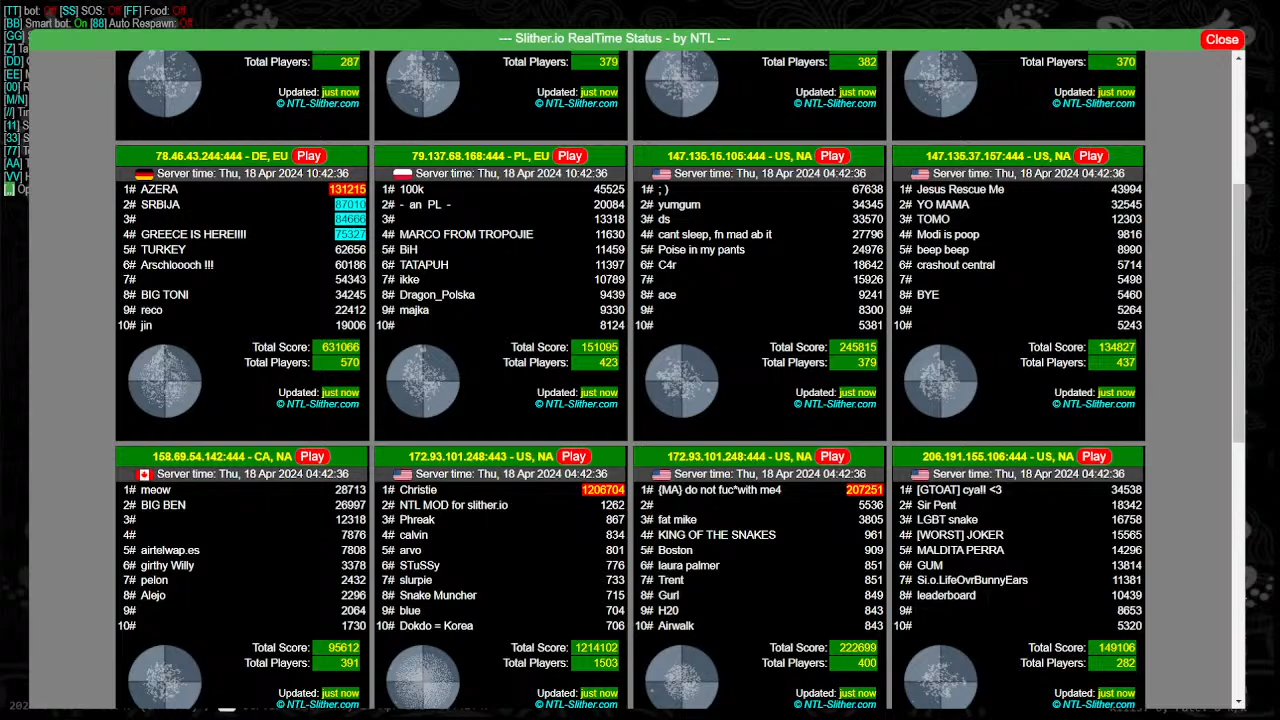 [TT] bot: Off [SS] SOS: Off [FF] Food: Off
[BB] Smart bot: On [88] Auto Respawn: Off
[GG]
--- Slither.io RealTime Status - by NTL ---
Close
[Z] Ta
[DD]
[EE]
[00] R
[M/N]
[//] Tim
[11] S
[33] S
[77] T
[AA] T
[VV] H
Op
Total Players: 287
Updated: just now
© NTL-Slither.com
Total Players: 379
Updated: just now
© NTL-Slither.com
Total Players: 382
Updated: just now
© NTL-Slither.com
Total Players: 370
Updated: just now
© NTL-Slither.com
78.46.43.244:444 - DE, EU Play
Server time: Thu, 18 Apr 2024 10:42:36
1# AZERA 131215
2# SRBIJA 87010
3# 84666
4# GREECE IS HERE!!!! 75327
5# TURKEY 62656
6# Arschloooch !!! 60186
7# 54343
8# BIG TONI 34245
9# reco 22412
10# jin 19006
Total Score: 631066
Total Players: 570
Updated: just now
© NTL-Slither.com
79.137.68.168:444 - PL, EU Play
Server time: Thu, 18 Apr 2024 10:42:36
1# 100k 45525
2# - an PL - 20084
3# 13318
4# MARCO FROM TROPOJIE 11630
5# BiH 11459
6# TATAPUH 11397
7# ikke 10789
8# Dragon_Polska 9439
9# majka 9330
10# 8124
Total Score: 151095
Total Players: 423
Updated: just now
© NTL-Slither.com
147.135.15.105:444 - US, NA Play
Server time: Thu, 18 Apr 2024 04:42:36
1# ; ) 67638
2# yumgum 34345
3# ds 33570
4# cant sleep, fn mad ab it 27796
5# Poise in my pants 24976
6# C4r 18642
7# 15926
8# ace 9241
9# 8300
10# 5381
Total Score: 245815
Total Players: 379
Updated: just now
© NTL-Slither.com
147.135.37.157:444 - US, NA Play
Server time: Thu, 18 Apr 2024 04:42:36
1# Jesus Rescue Me 43994
2# YO MAMA 32545
3# TOMO 12303
4# Modi is poop 9816
5# beep beep 8990
6# crashout central 5714
7# 5498
8# BYE 5460
9# 5264
10# 5243
Total Score: 134827
Total Players: 437
Updated: just now
© NTL-Slither.com
158.69.54.142:444 - CA, NA Play
Server time: Thu, 18 Apr 2024 04:42:36
1# meow 28713
2# BIG BEN 26997
3# 12318
4# 7876
5# airtelwap.es 7808
6# girthy Willy 3378
7# pelon 2432
8# Alejo 2296
9# 2064
10# 1730
Total Score: 95612
Total Players: 391
Updated: just now
© NTL-Slither.com
172.93.101.248:443 - US, NA Play
Server time: Thu, 18 Apr 2024 04:42:36
1# Christie 1206704
2# NTL MOD for slither.io 1262
3# Phreak 867
4# calvin 834
5# arvo 801
6# STuSSy 776
7# slurpie 733
8# Snake Muncher 715
9# blue 704
10# Dokdo = Korea 706
Total Score: 1214102
Total Players: 1503
Updated: just now
© NTL-Slither.com
172.93.101.248:444 - US, NA Play
Server time: Thu, 18 Apr 2024 04:42:36
1# {MA} do not fuc^with me4 207251
2# 5536
3# fat mike 3805
4# KING OF THE SNAKES 961
5# Boston 909
6# laura palmer 851
7# Trent 851
8# Gurl 849
9# H20 843
10# Airwalk 843
Total Score: 222699
Total Players: 400
Updated: just now
© NTL-Slither.com
206.191.155.106:444 - US, NA Play
Server time: Thu, 18 Apr 2024 04:42:36
1# [GTOAT] cya!! <3 34538
2# Sir Pent 18342
3# LGBT snake 16758
4# [WORST] JOKER 15565
5# MALDITA PERRA 14296
6# GUM 13814
7# Si.o.LifeOvrBunnyEars 11381
8# leaderboard 10439
9# 8653
10# 5320
Total Score: 149106
Total Players: 282
Updated: just now
© NTL-Slither.com